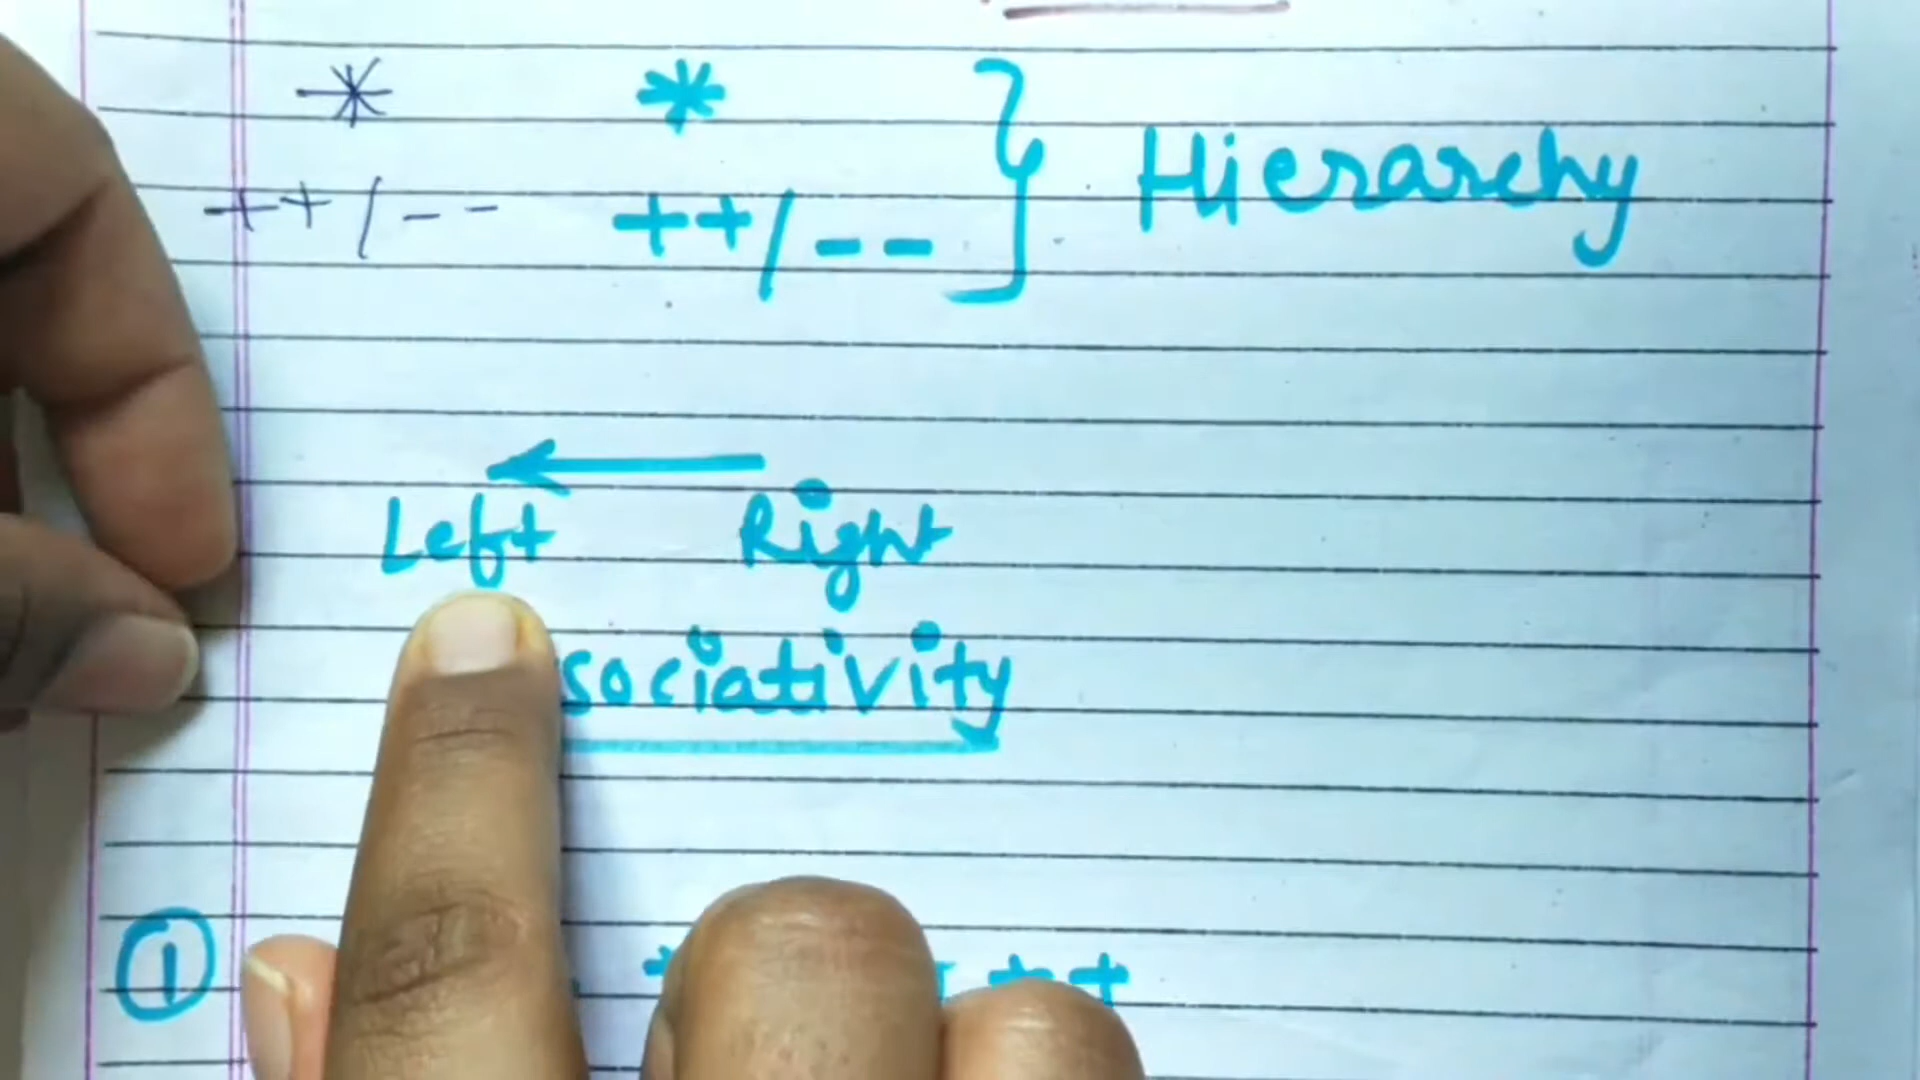 * * } Hierarchy
++/-- ++/--
← 
Left Right
sociativity
① * ++